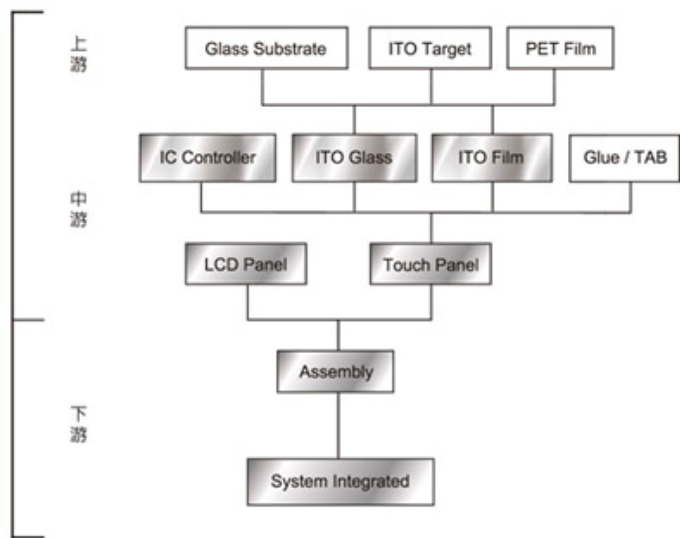 上游
Glass Substrate
ITO Target
PET Film
IC Controller
ITO Glass
ITO Film
Glue / TAB
中游
LCD Panel
Touch Panel
Assembly
下游
System Integrated